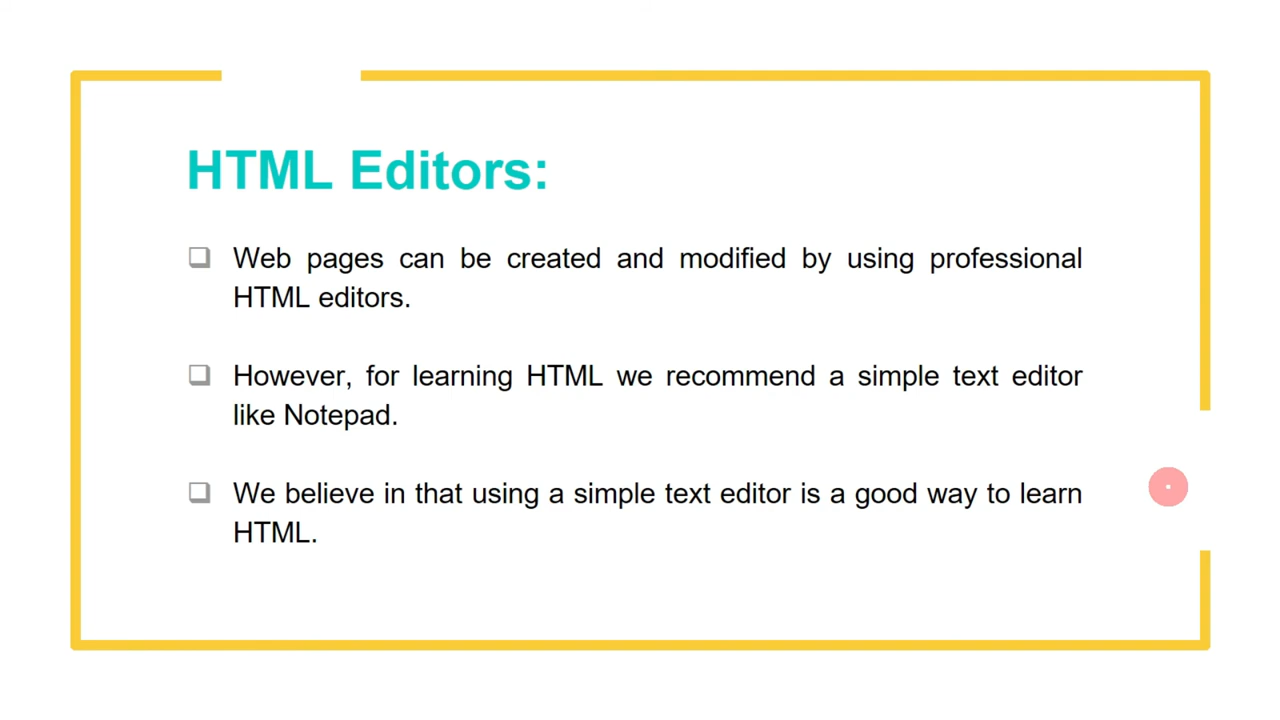 HTML Editors:
Web pages can be created and modified by using professional
HTML editors.
However, for learning HTML we recommend a simple text editor
like Notepad.
We believe in that using a simple text editor is a good way to learn
HTML.